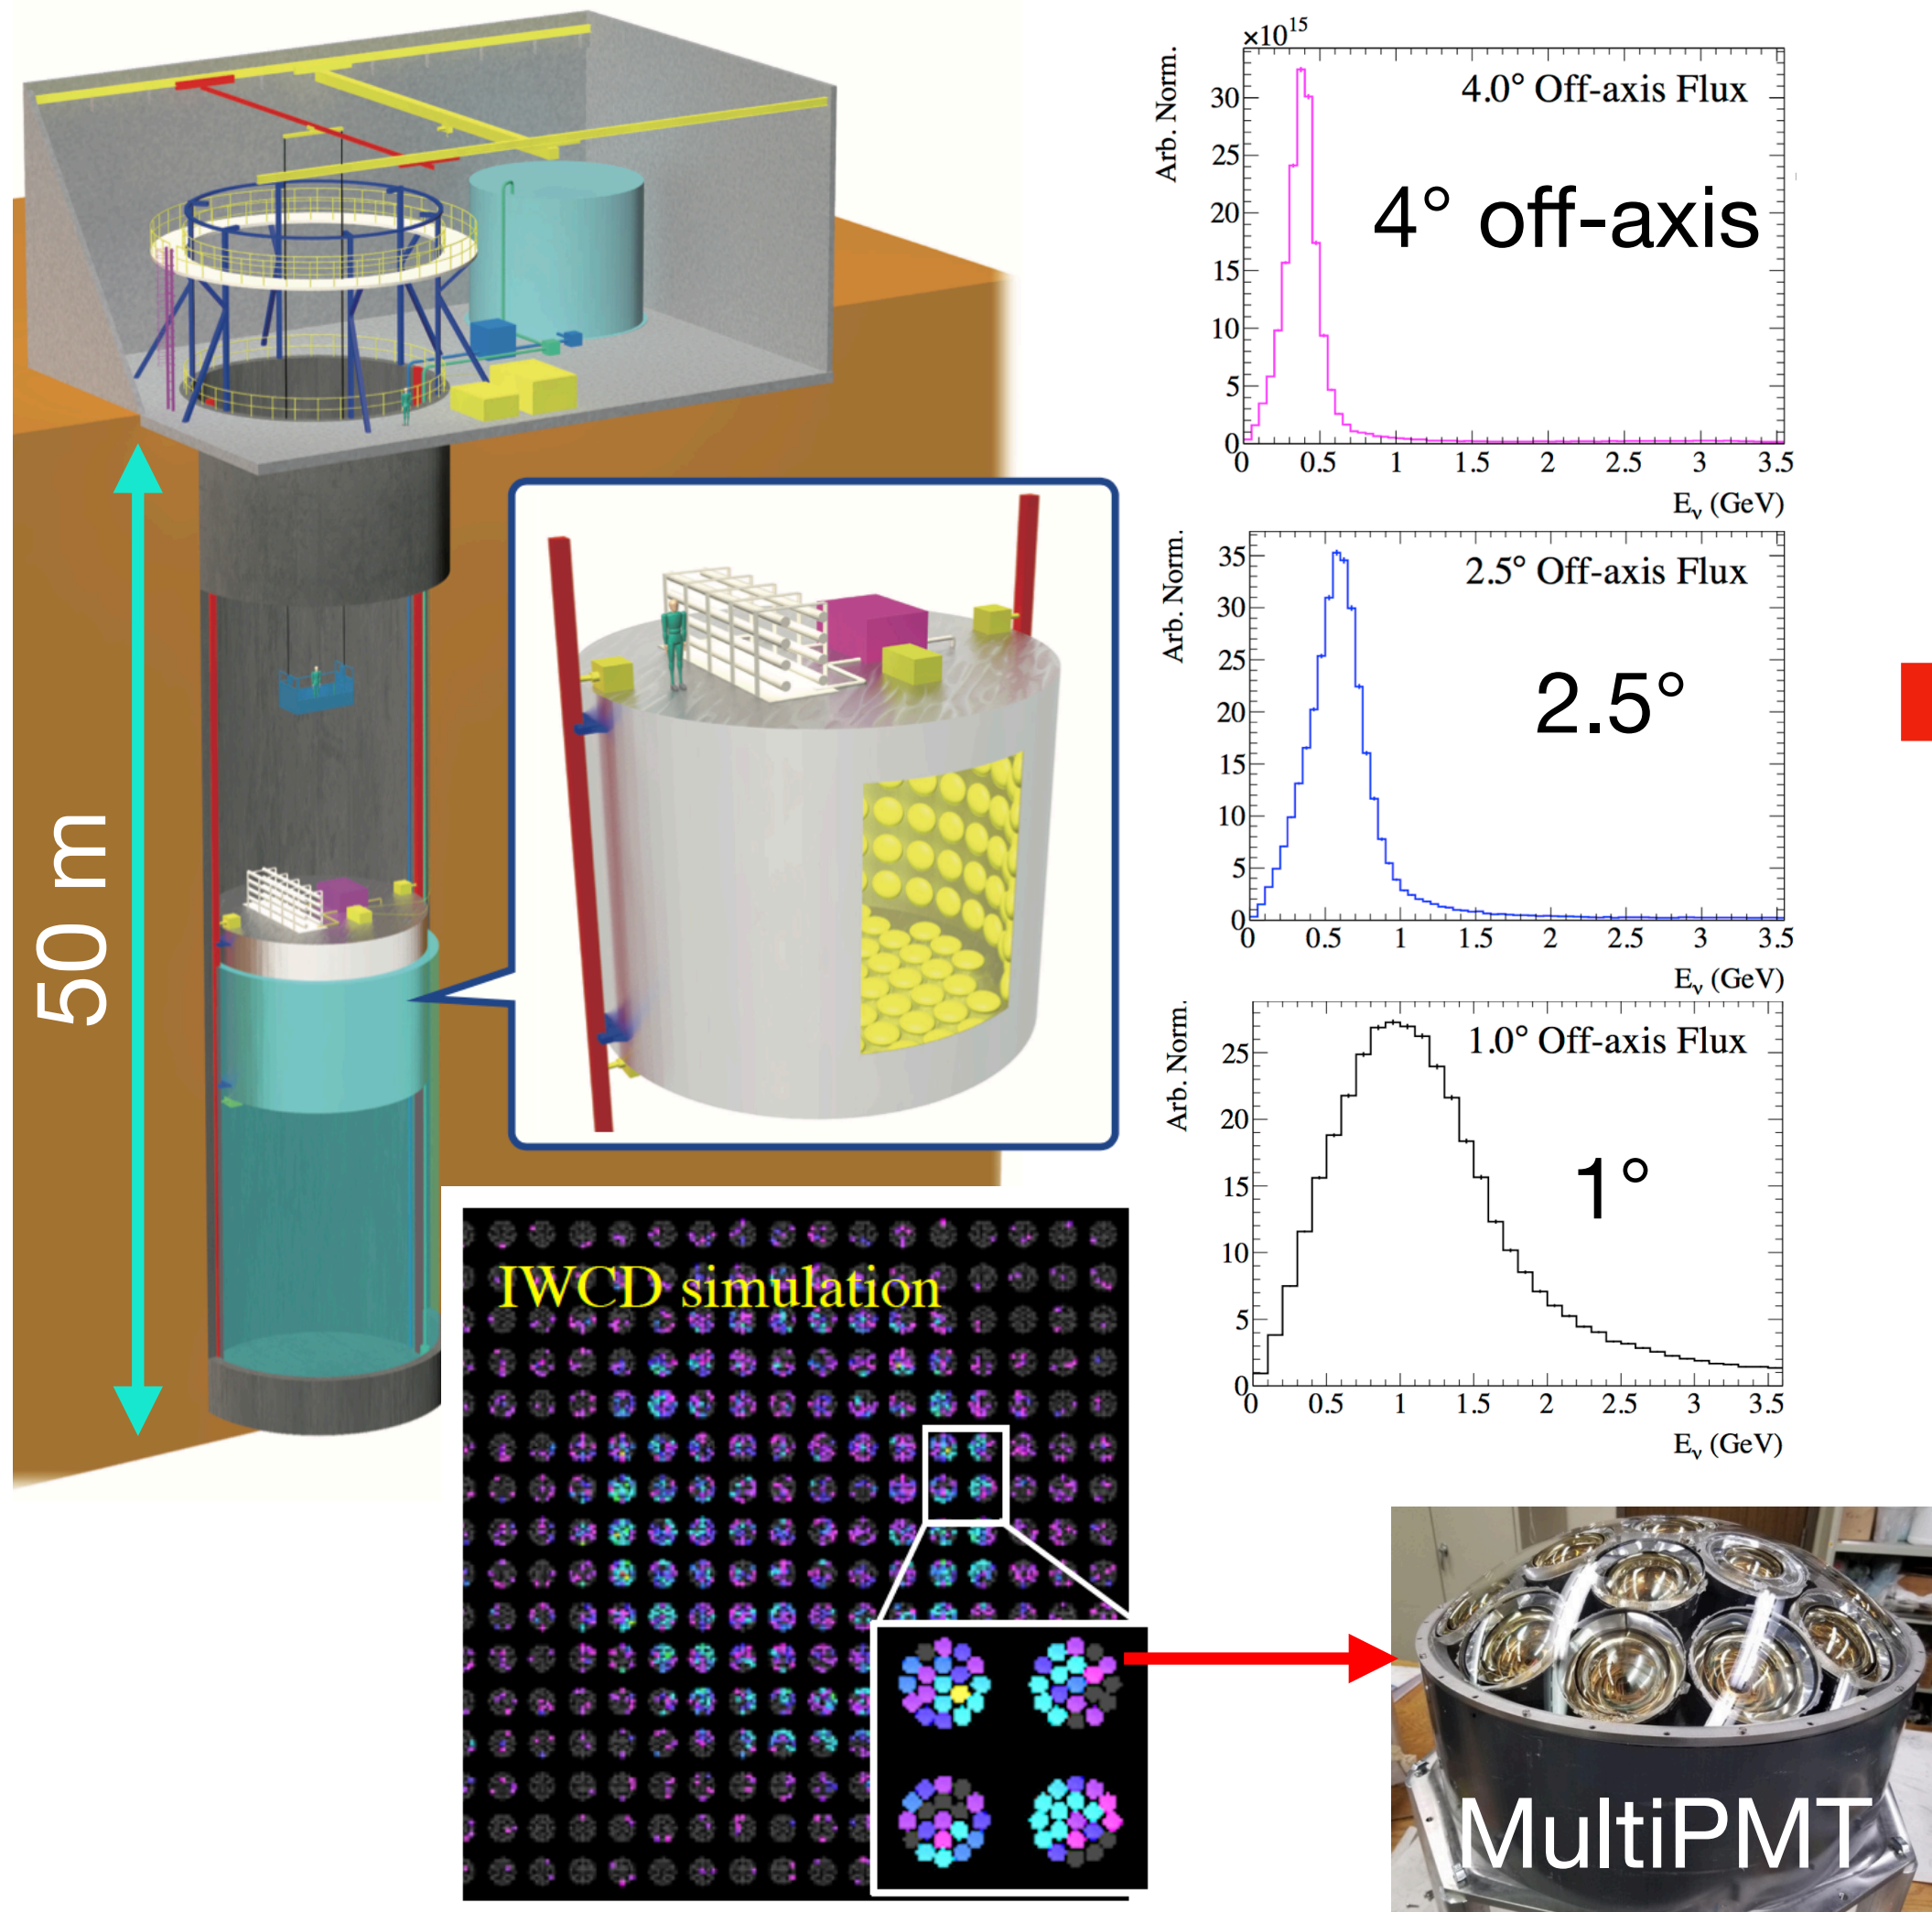 50 m
IWCD simulation
×10¹⁵
Arb. Norm.
4.0° Off-axis Flux
4° off-axis
30
25
20
15
10
5
0
0 0.5 1 1.5 2 2.5 3 3.5
Eν (GeV)
Arb. Norm.
2.5° Off-axis Flux
2.5°
35
30
25
20
15
10
5
0
0 0.5 1 1.5 2 2.5 3 3.5
Eν (GeV)
Arb. Norm.
1.0° Off-axis Flux
1°
25
20
15
10
5
0
0 0.5 1 1.5 2 2.5 3 3.5
Eν (GeV)
MultiPMT